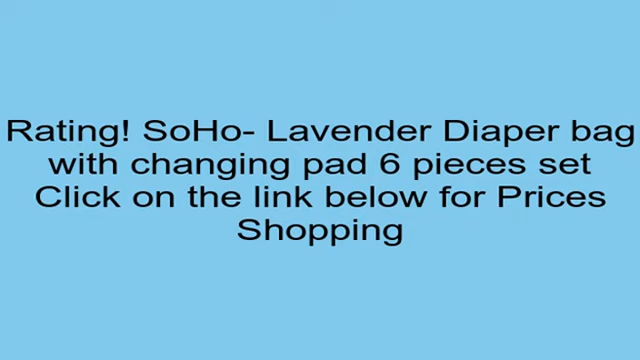 Rating! SoHo- Lavender Diaper bag
with changing pad 6 pieces set
Click on the link below for Prices
Shopping